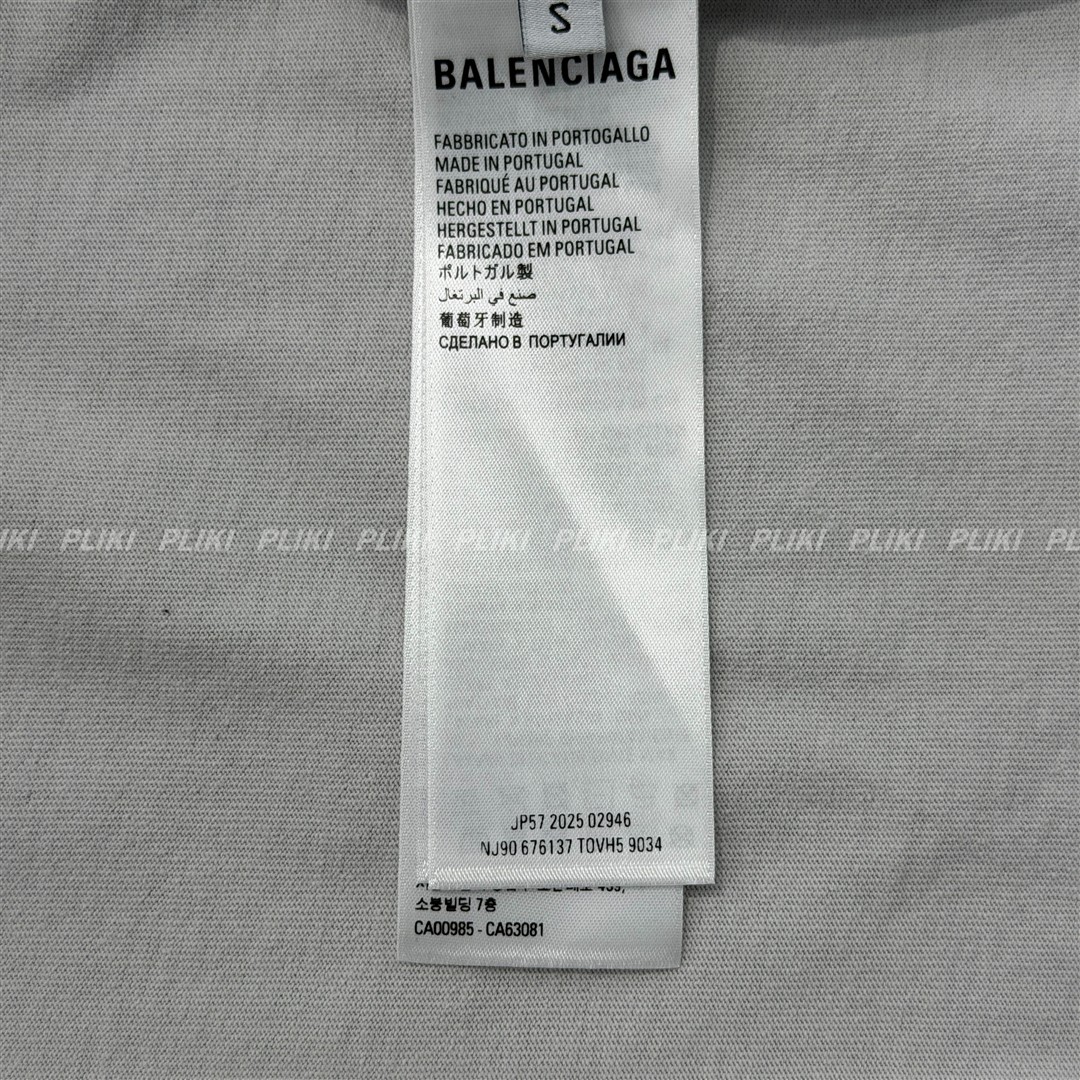 S
BALENCIAGA
FABBRICATO IN PORTOGALLO
MADE IN PORTUGAL
FABRIQUÉ AU PORTUGAL
HECHO EN PORTUGAL
HERGESTELLT IN PORTUGAL
FABRICADO EM PORTUGAL
ポルトガル製
صنع في البرتغال
葡萄牙制造
СДЕЛАНО В ПОРТУГАЛИИ
IKI PLIKI PLIKI PLIKI PLIKI PLIKI PLIKI PLIKI PLIKI PLIKI PLIKI PL
JP57 2025 02946
NJ90 676137 TOVH5 9034
소봉빌딩 7층
CA00985 - CA63081